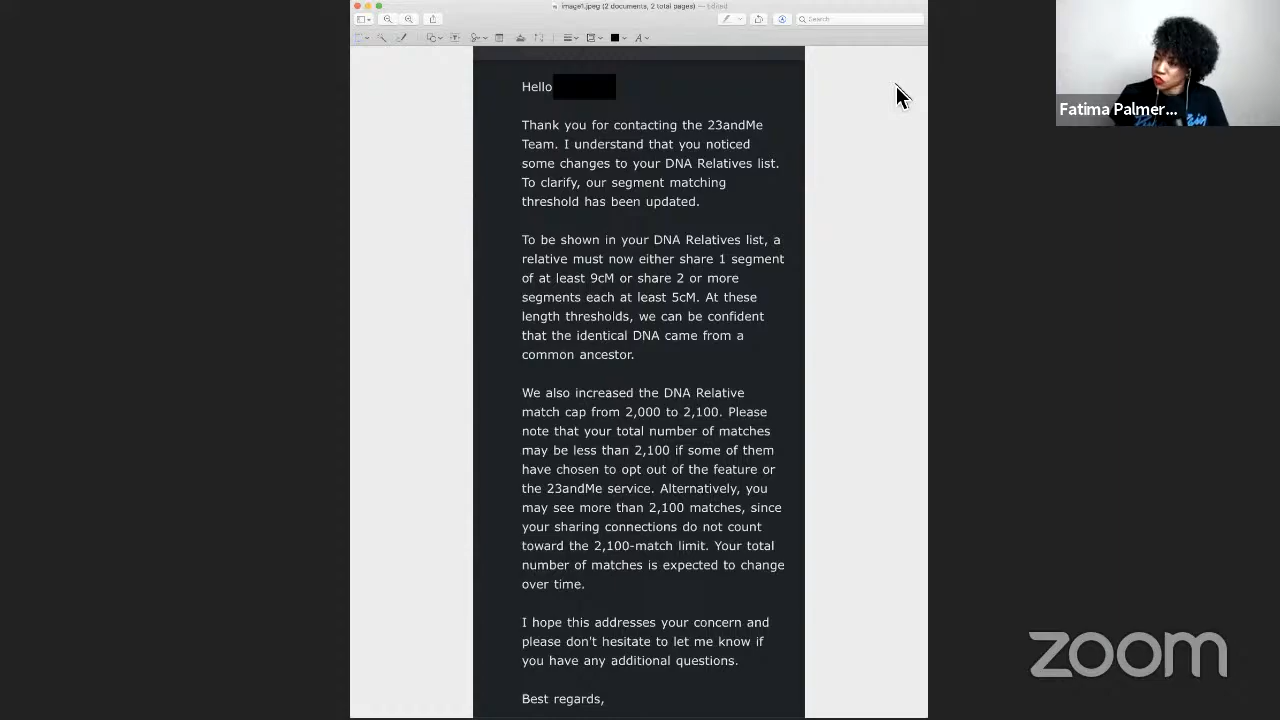 image1.jpeg (2 documents, 2 total pages) — Edited
Search
Hello
Thank you for contacting the 23andMe
Team. I understand that you noticed
some changes to your DNA Relatives list.
To clarify, our segment matching
threshold has been updated.
To be shown in your DNA Relatives list, a
relative must now either share 1 segment
of at least 9cM or share 2 or more
segments each at least 5cM. At these
length thresholds, we can be confident
that the identical DNA came from a
common ancestor.
We also increased the DNA Relative
match cap from 2,000 to 2,100. Please
note that your total number of matches
may be less than 2,100 if some of them
have chosen to opt out of the feature or
the 23andMe service. Alternatively, you
may see more than 2,100 matches, since
your sharing connections do not count
toward the 2,100-match limit. Your total
number of matches is expected to change
over time.
I hope this addresses your concern and
please don't hesitate to let me know if
you have any additional questions.
Best regards,
Fatima Palmer...
zoom